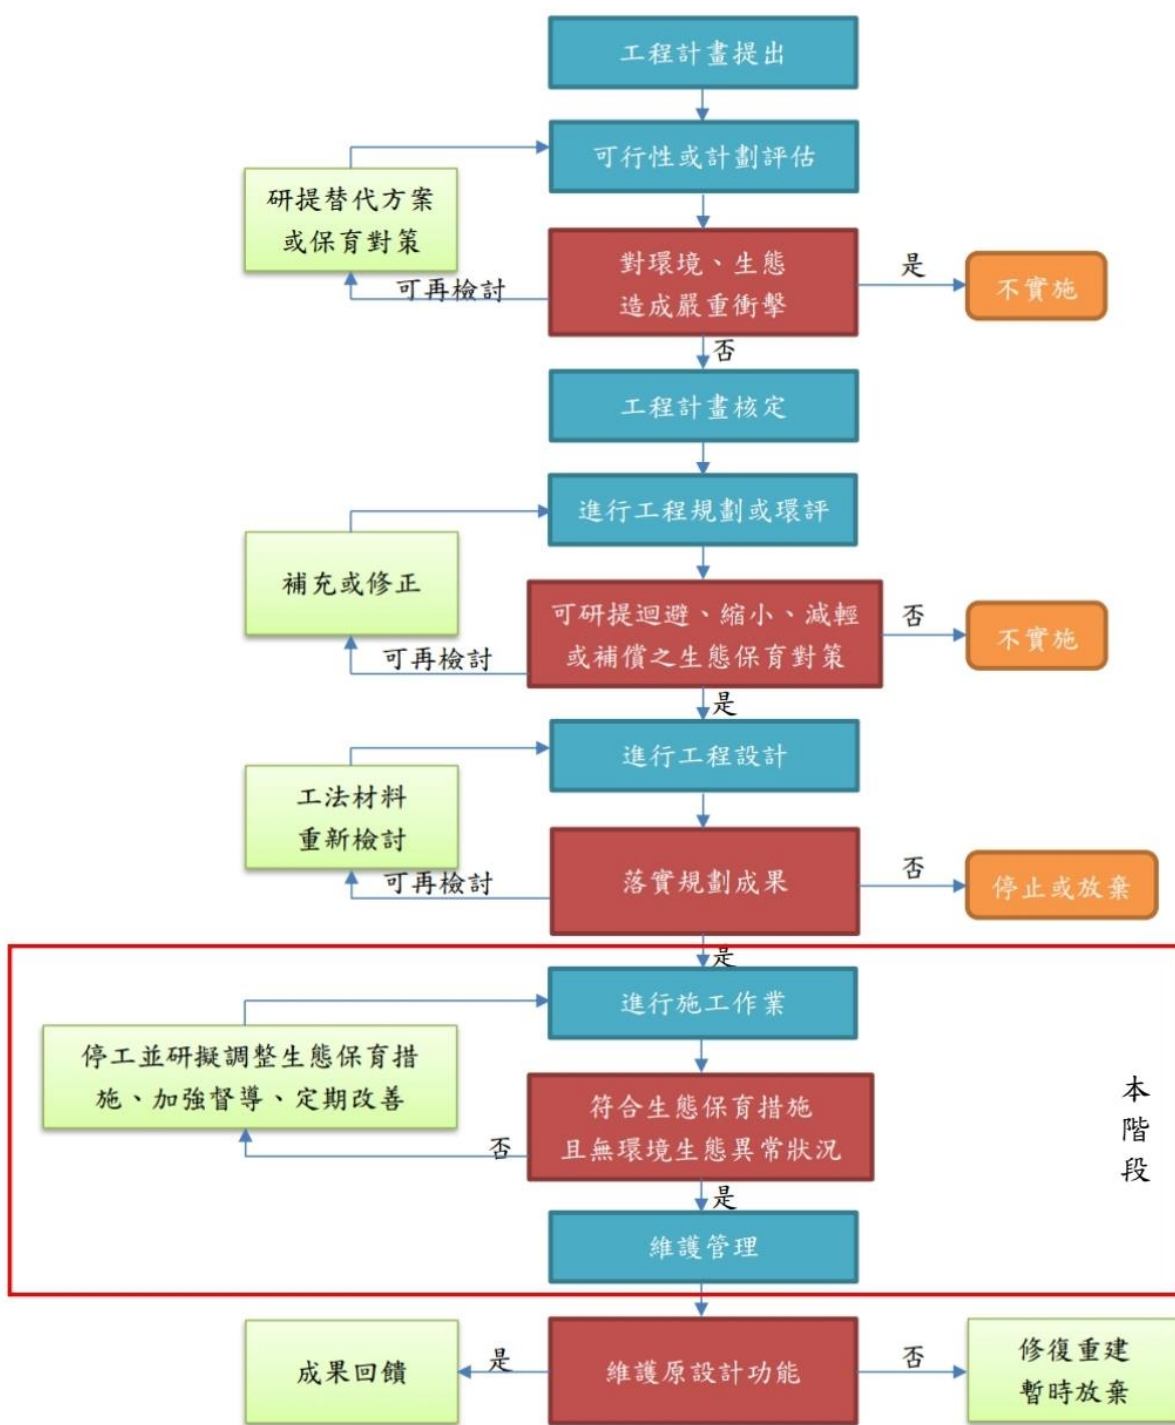 工程計畫提出
可行性或計劃評估
研提替代方案
或保育對策
可再檢討
對環境、生態
造成嚴重衝擊
是
不實施
否
工程計畫核定
進行工程規劃或環評
補充或修正
可再檢討
可研提迴避、縮小、減輕
或補償之生態保育對策
否
不實施
是
進行工程設計
工法材料
重新檢討
可再檢討
落實規劃成果
否
停止或放棄
是
進行施工作業
停工並研擬調整生態保育措
施、加強督導、定期改善
否
符合生態保育措施
且無環境生態異常狀況
本
階
段
是
維護管理
成果回饋
是
維護原設計功能
否
修復重建
暫時放棄